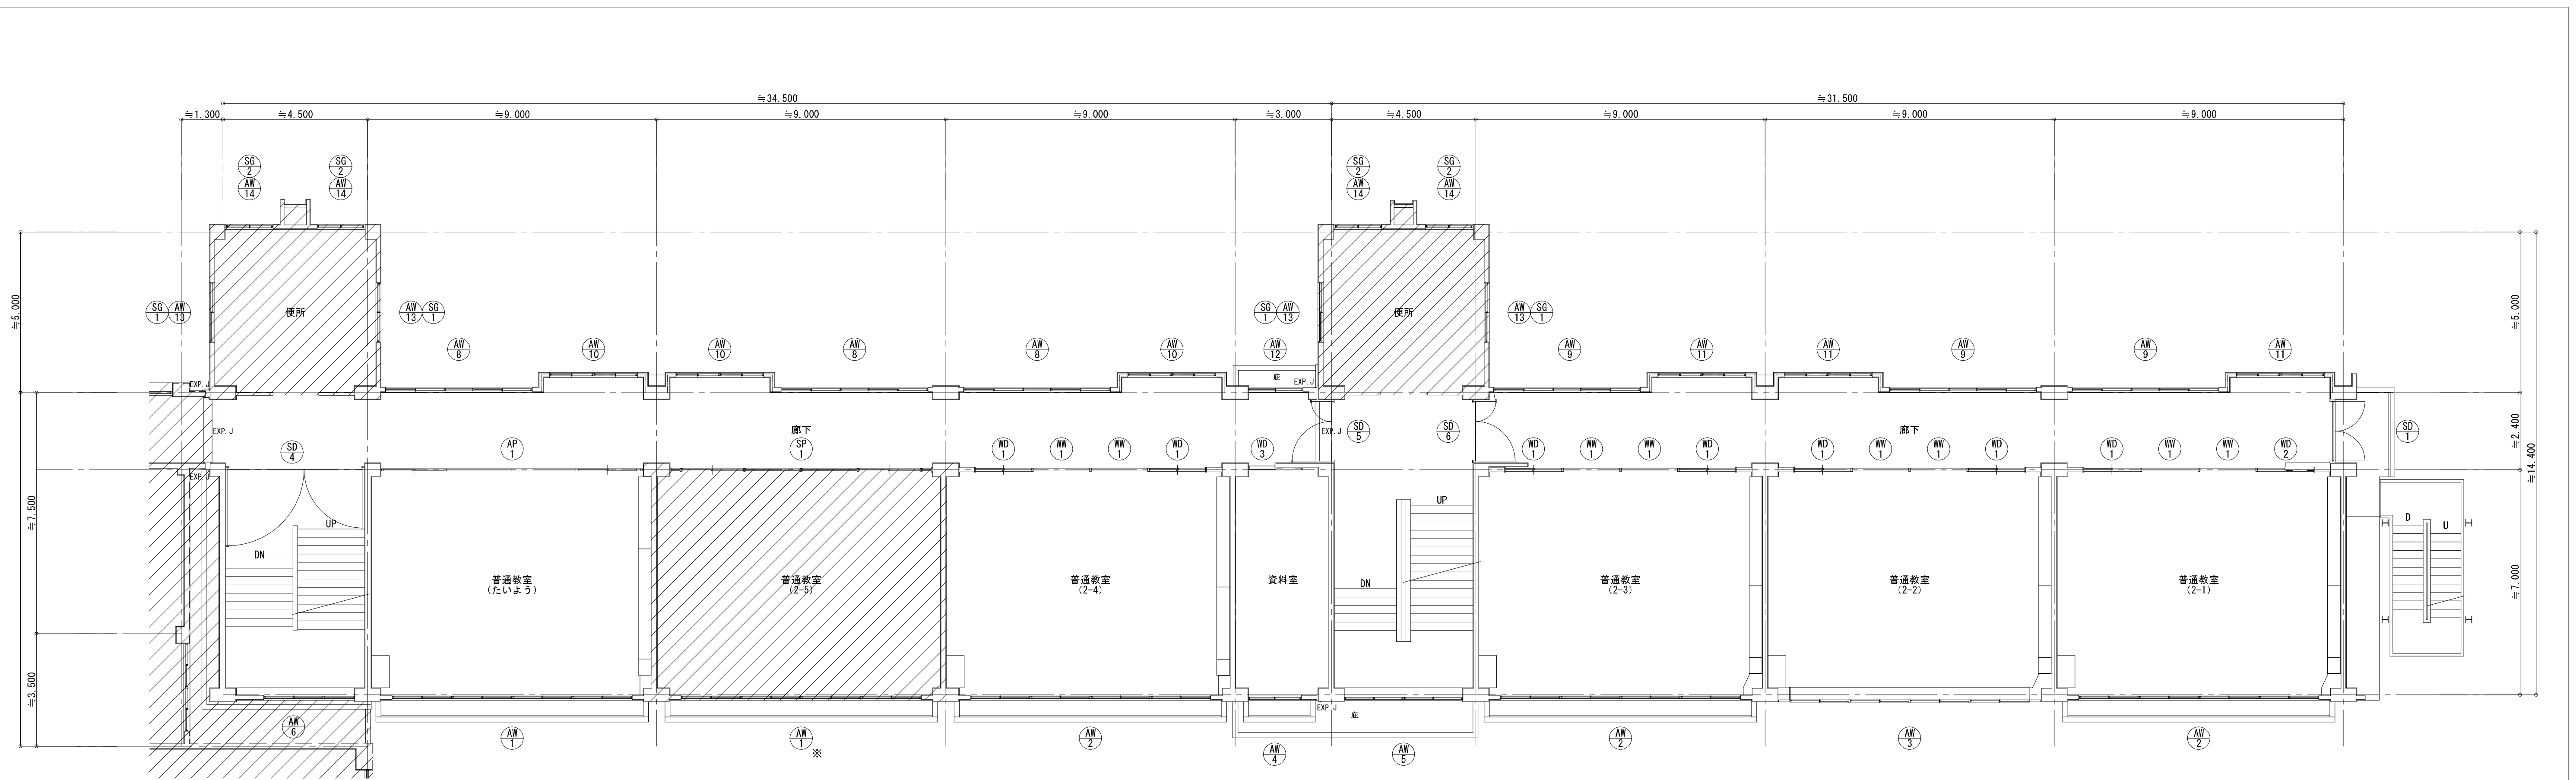 ≒34.500
≒31.500
≒1.300
≒4.500
≒9.000
≒9.000
≒9.000
≒3.000
≒4.500
≒9.000
≒9.000
≒9.000
SG
2
SG
2
SG
2
SG
2
AW
14
AW
14
AW
14
AW
14
≒5.000
SG
1
AW
13
便所
AW
13
SG
1
SG
1
AW
13
便所
AW
13
SG
1
≒5.000
AW
8
AW
10
AW
10
AW
8
AW
8
AW
10
AW
12
AW
9
AW
11
AW
11
AW
9
AW
9
AW
11
庇
EXP.J
EXP.J
EXP.J
廊下
EXP.J
廊下
≒2.400
≒14.400
SD
4
AP
1
SP
1
WD
1
WW
1
WW
1
WD
1
WD
3
SD
5
SD
6
WD
1
WW
1
WW
1
WD
1
WD
1
WW
1
WW
1
WD
1
WD
1
WW
1
WW
1
WD
2
SD
1
EXP.J
≒7.500
UP
DN
UP
DN
D
U
普通教室
(たいよう)
普通教室
(2-5)
普通教室
(2-4)
資料室
普通教室
(2-3)
普通教室
(2-2)
普通教室
(2-1)
≒7.000
≒3.500
EXP.J
庇
AW
6
AW
1
AW
1
※
AW
2
AW
4
AW
5
AW
2
AW
3
AW
2